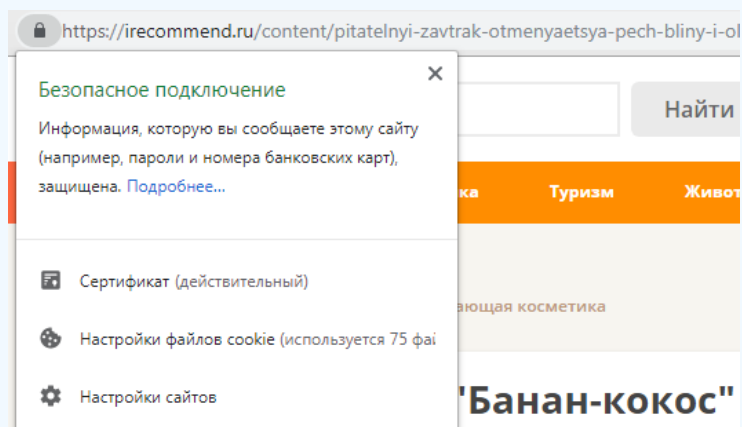 https://irecommend.ru/content/pitatelnyi-zavtrak-otmenyaetsya-pech-bliny-i-ol
Безопасное подключение
Информация, которую вы сообщаете этому сайту
(например, пароли и номера банковских карт),
защищена. Подробнее...
Найти
ка Туризм Живот
Сертификат (действительный)
ающая косметика
Настройки файлов cookie (используется 75 фай
Настройки сайтов
"Банан-кокос"